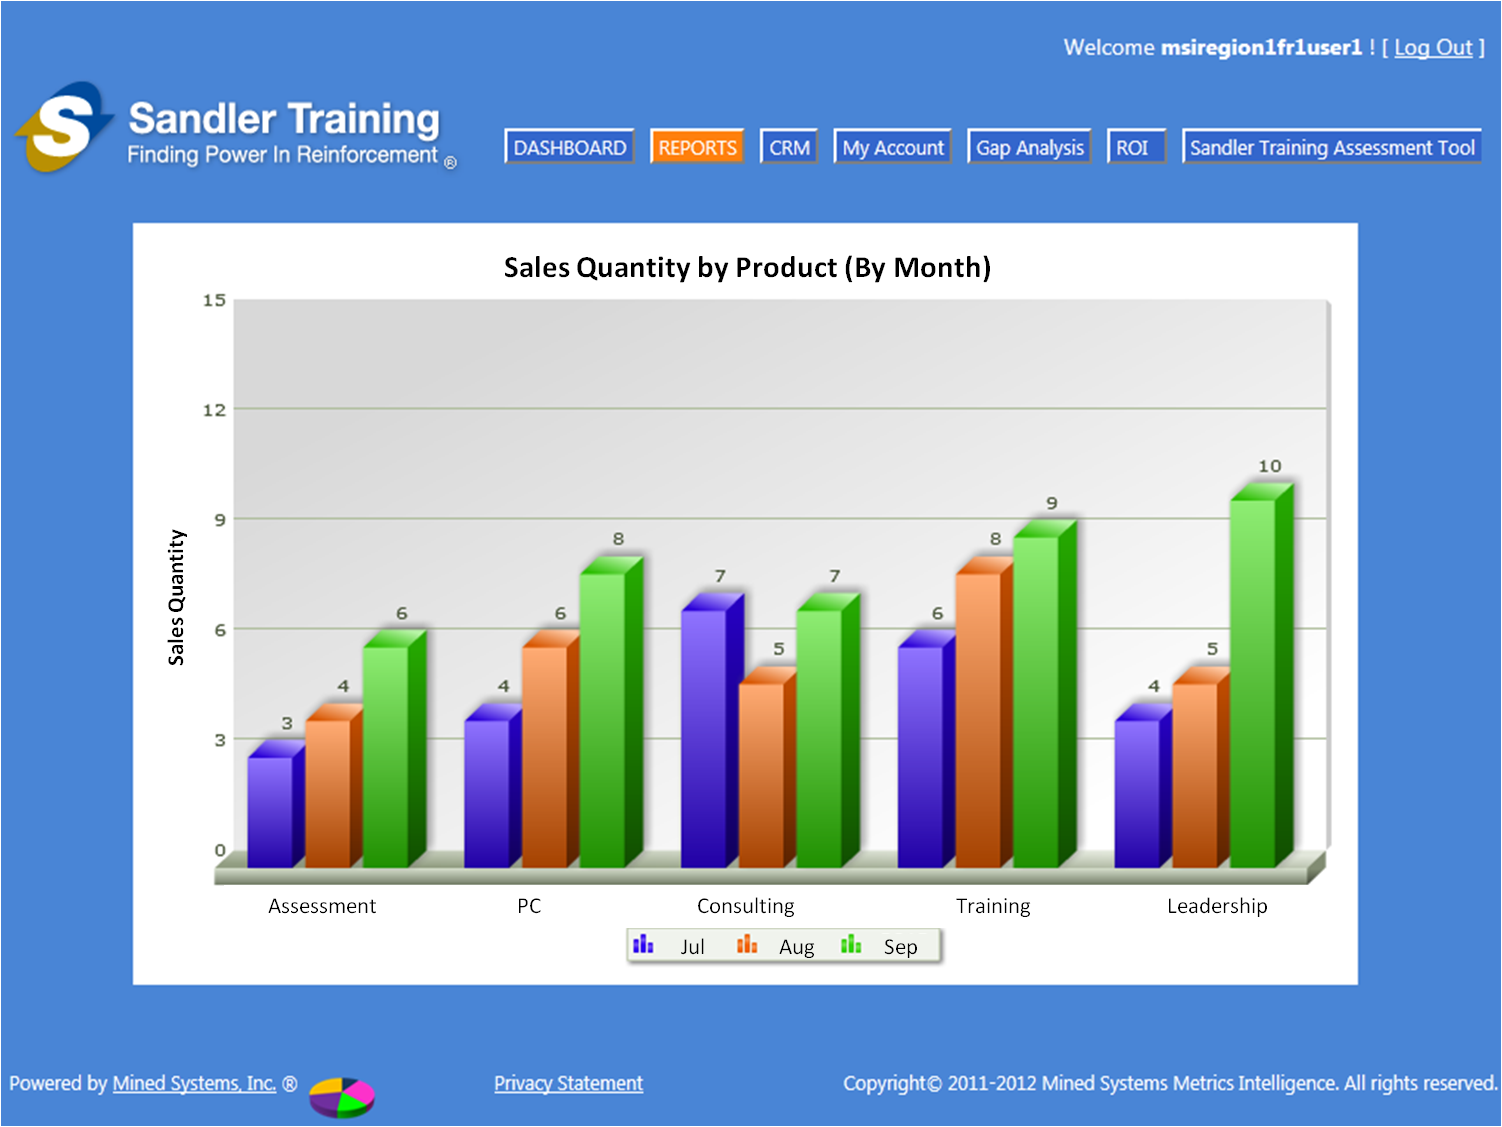 Welcome msiregion1fr1user1 ! [ Log Out ]
Sandler Training
Finding Power In Reinforcement ®
DASHBOARD REPORTS CRM My Account Gap Analysis ROI Sandler Training Assessment Tool
Sales Quantity by Product (By Month)
15
12
9
6
3
0
Sales Quantity
3 4 6
4 6 8
7 5 7
6 8 9
4 5 10
Assessment PC Consulting Training Leadership
Jul Aug Sep
Powered by Mined Systems, Inc. ® Privacy Statement Copyright© 2011-2012 Mined Systems Metrics Intelligence. All rights reserved.